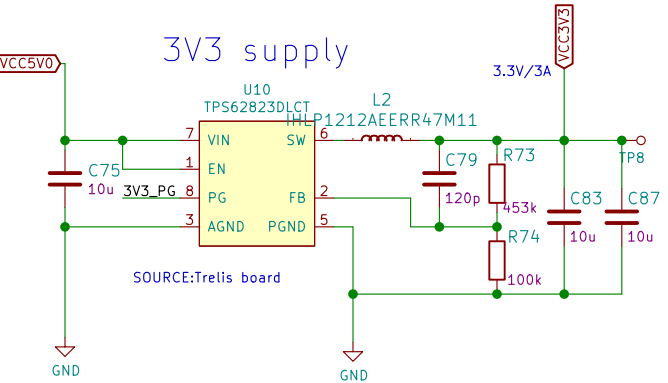 VCC3V3
3V3 supply
VCC5V0
3.3V/3A
U10
TPS62823DLCT
L2
IHLP1212AEERR47M11
7
VIN
SW
6
TP8
C75
10u
1
EN
C79
120p
R73
453k
3V3_PG
8
PG
FB
2
C83
10u
C87
10u
3
AGND
PGND
5
R74
100k
SOURCE:Trelis board
GND
GND